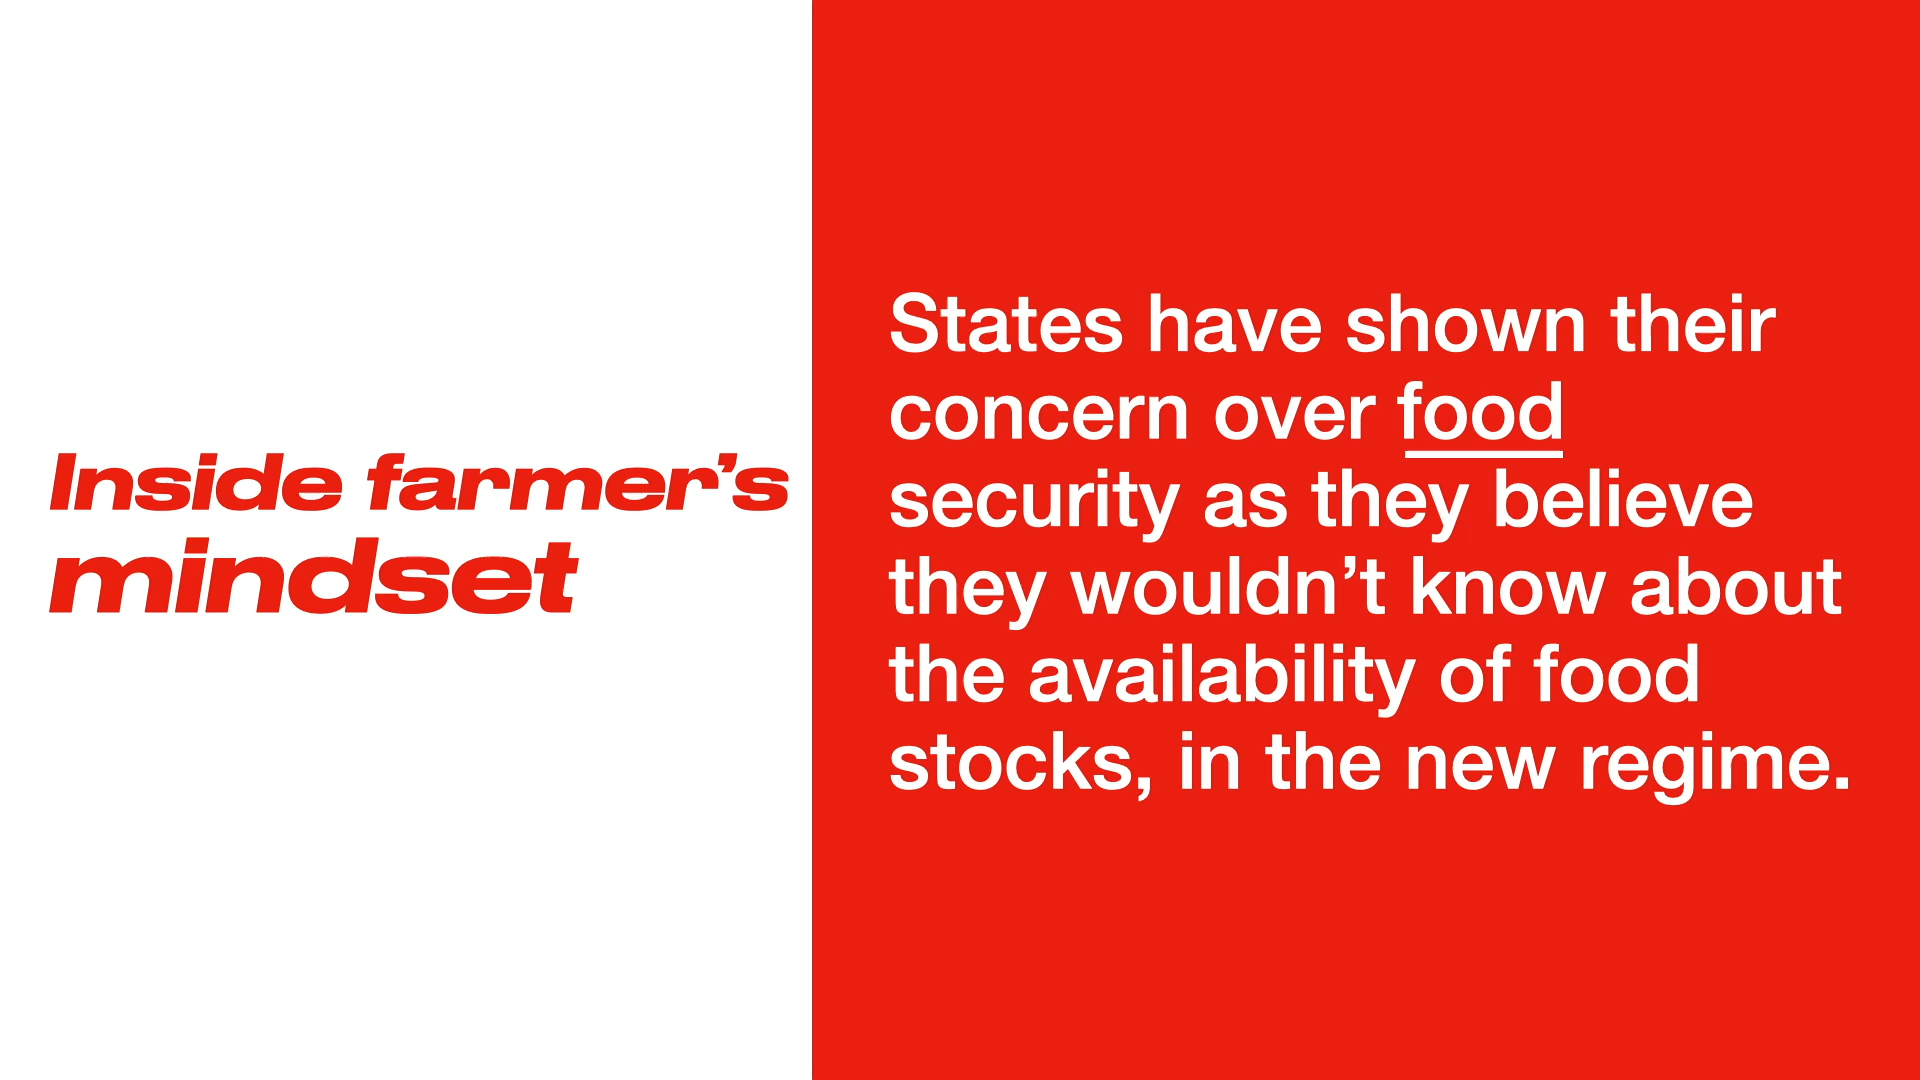 Inside farmer’s
mindset
States have shown their
concern over food
security as they believe
they wouldn’t know about
the availability of food
stocks, in the new regime.